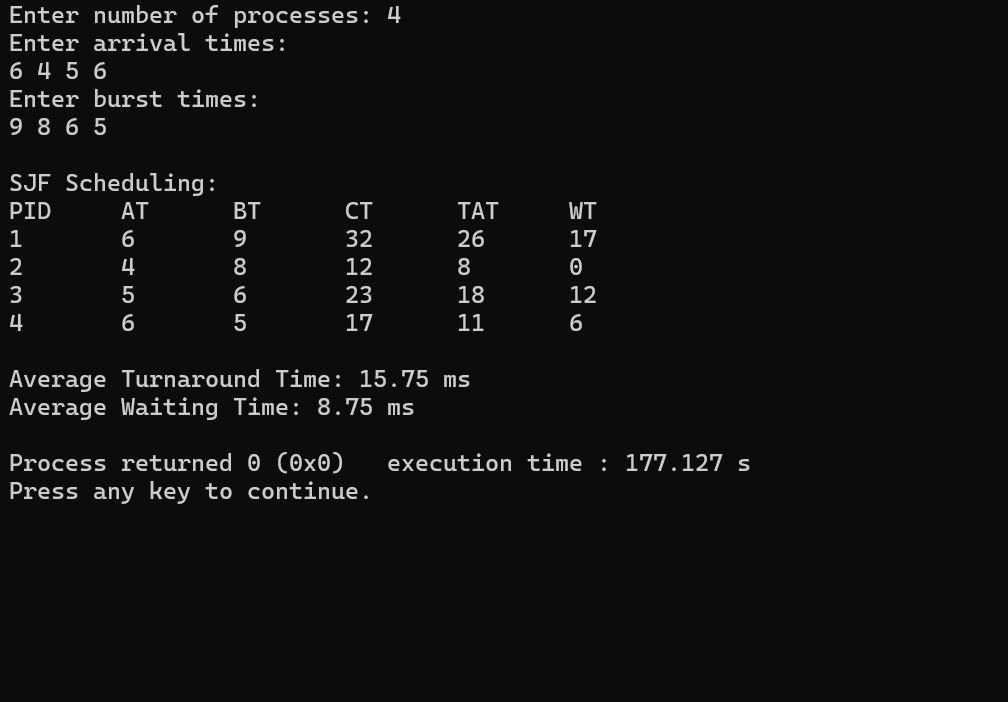 Enter number of processes: 4
Enter arrival times:
6 4 5 6
Enter burst times:
9 8 6 5
SJF Scheduling:
PID AT BT CT TAT WT
1 6 9 32 26 17
2 4 8 12 8 0
3 5 6 23 18 12
4 6 5 17 11 6
Average Turnaround Time: 15.75 ms
Average Waiting Time: 8.75 ms
Process returned 0 (0x0)   execution time : 177.127 s
Press any key to continue.